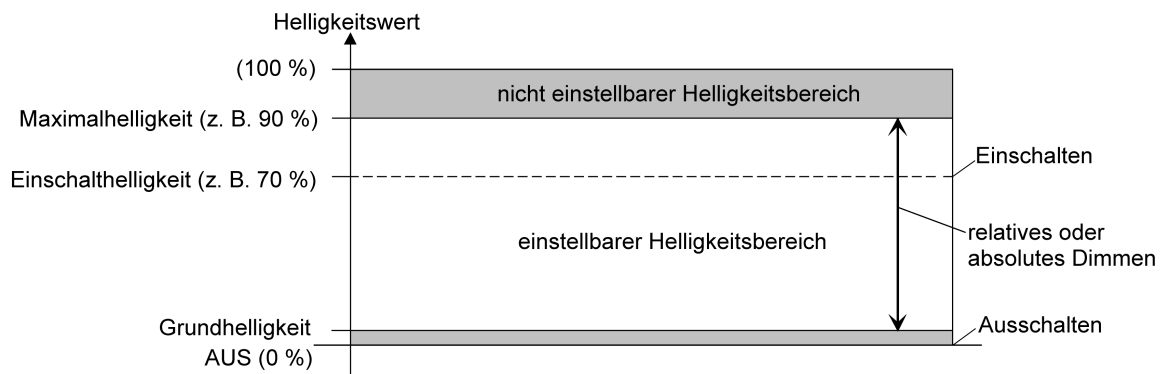 Helligkeitswert
(100 %)
nicht einstellbarer Helligkeitsbereich
Maximalhelligkeit (z. B. 90 %)
Einschalten
Einschalthelligkeit (z. B. 70 %)
relatives oder
absolutes Dimmen
einstellbarer Helligkeitsbereich
Grundhelligkeit
Ausschalten
AUS (0 %)